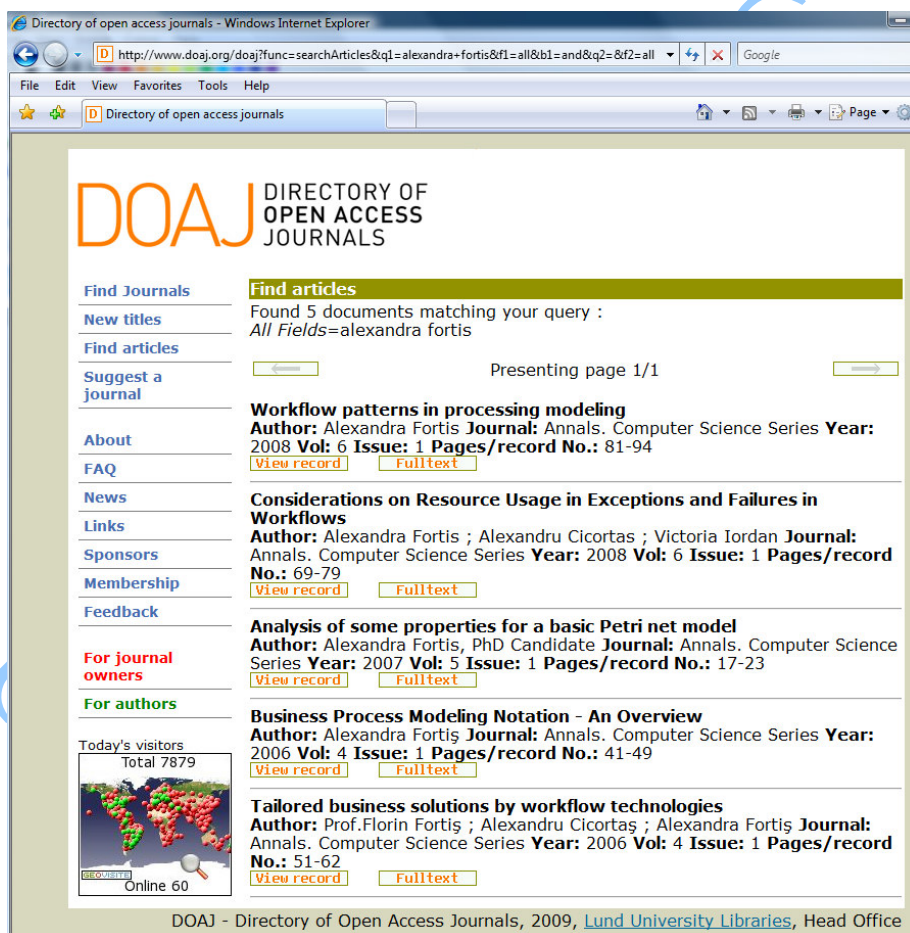 Directory of open access journals - Windows Internet Explorer
http://www.doaj.org/doaj?func=searchArticles&q1=alexandra+fortis&f1=all&b1=and&q2=&f2=all
Google
File Edit View Favorites Tools Help
Directory of open access journals
Page
DOAJ
DIRECTORY OF
OPEN ACCESS
JOURNALS
Find Journals
New titles
Find articles
Suggest a
journal
About
FAQ
News
Links
Sponsors
Membership
Feedback
For journal
owners
For authors
Today's visitors
Total 7879
GEOVISITE
Online 60
Find articles
Found 5 documents matching your query :
All Fields=alexandra fortis
Presenting page 1/1
Workflow patterns in processing modeling
Author: Alexandra Fortis Journal: Annals. Computer Science Series Year:
2008 Vol: 6 Issue: 1 Pages/record No.: 81-94
View record Fulltext
Considerations on Resource Usage in Exceptions and Failures in
Workflows
Author: Alexandra Fortis ; Alexandru Cicortas ; Victoria Iordan Journal:
Annals. Computer Science Series Year: 2008 Vol: 6 Issue: 1 Pages/record
No.: 69-79
View record Fulltext
Analysis of some properties for a basic Petri net model
Author: Alexandra Fortis, PhD Candidate Journal: Annals. Computer Science
Series Year: 2007 Vol: 5 Issue: 1 Pages/record No.: 17-23
View record Fulltext
Business Process Modeling Notation - An Overview
Author: Alexandra Fortiş Journal: Annals. Computer Science Series Year:
2006 Vol: 4 Issue: 1 Pages/record No.: 41-49
View record Fulltext
Tailored business solutions by workflow technologies
Author: Prof.Florin Fortiş ; Alexandru Cicortaş ; Alexandra Fortiş Journal:
Annals. Computer Science Series Year: 2006 Vol: 4 Issue: 1 Pages/record
No.: 51-62
View record Fulltext
DOAJ - Directory of Open Access Journals, 2009, Lund University Libraries, Head Office